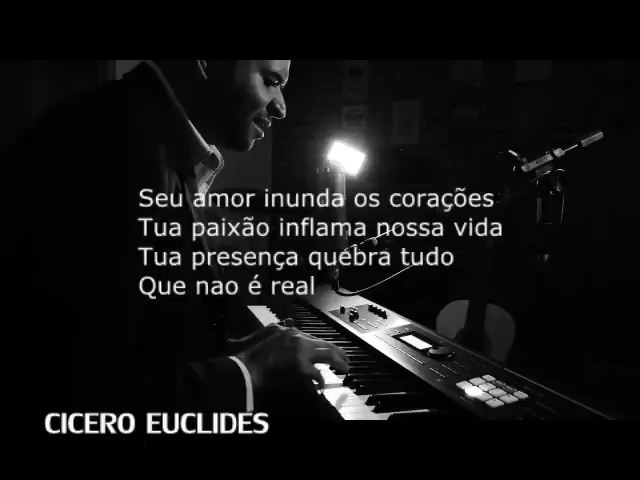 Seu amor inunda os corações
Tua paixão inflama nossa vida
Tua presença quebra tudo
Que nao é real
CICERO EUCLIDES